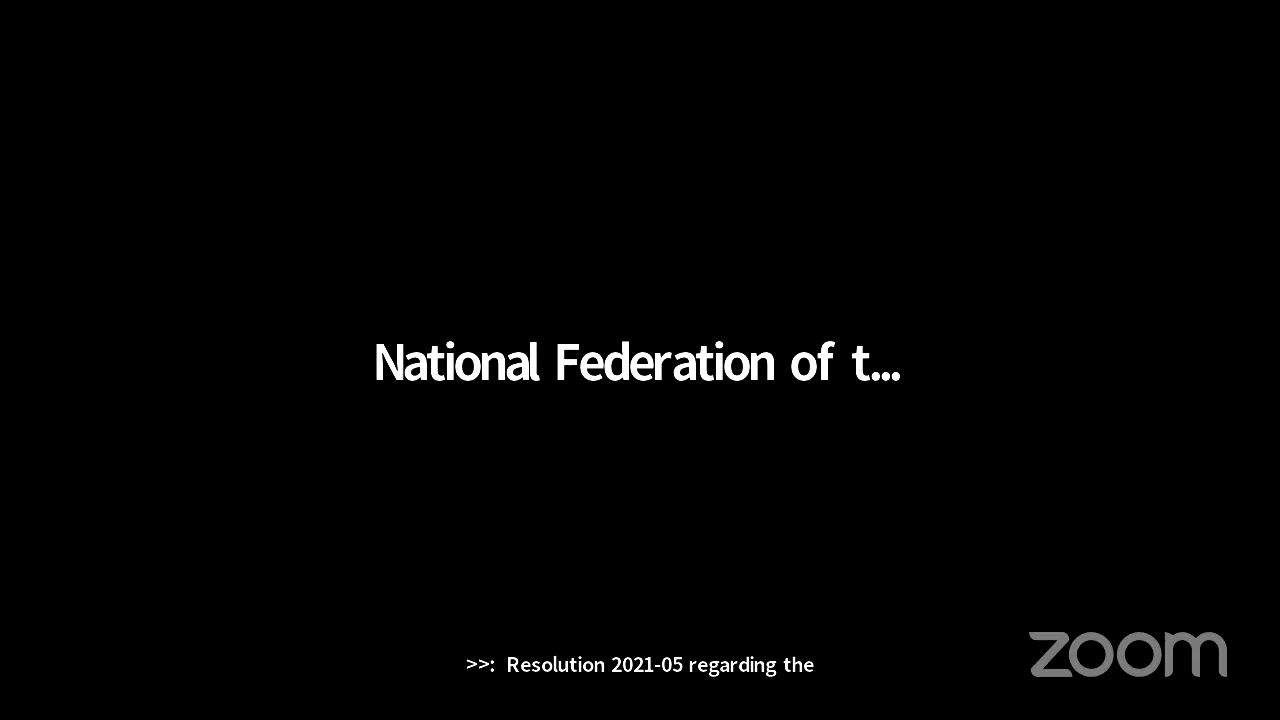 National Federation of t...
>>: Resolution 2021-05 regarding the
zoom